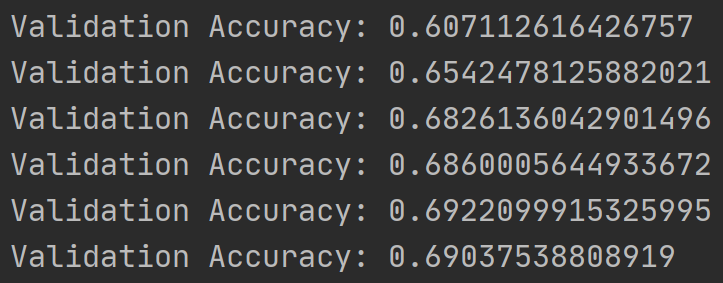 Validation Accuracy: 0.607112616426757
Validation Accuracy: 0.6542478125882021
Validation Accuracy: 0.6826136042901496
Validation Accuracy: 0.6860005644933672
Validation Accuracy: 0.6922099915325995
Validation Accuracy: 0.69037538808919